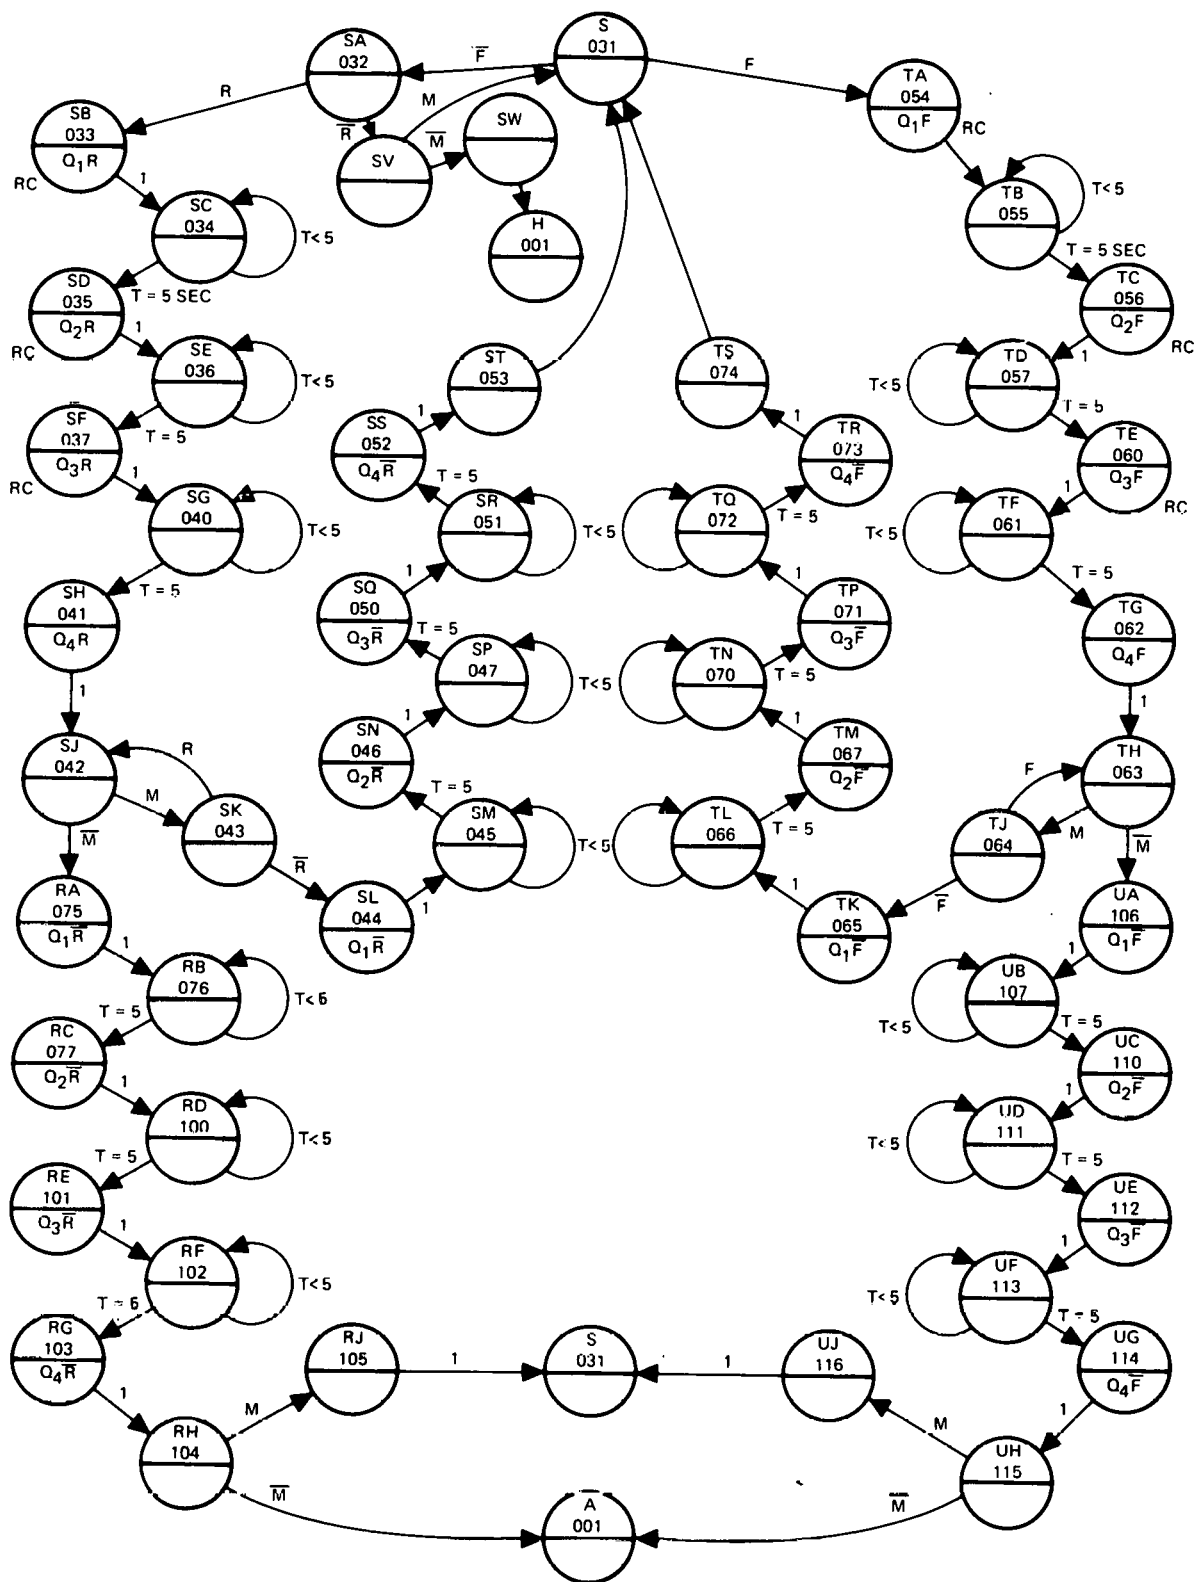 S
031
SA
032
F̅
F
TA
054
Q₁F
RC
R
M
SW
SB
033
Q₁R
RC
R̅
M̅
SV
1
SC
034
T<5
H
001
TB
055
T<5
T = 5 SEC
SD
035
Q₂R
RC
T = 5 SEC
TC
056
Q₂F
RC
1
SE
036
T<5
ST
053
TS
074
TD
057
T<5
1
T = 5
SF
037
Q₃R
RC
T = 5
SS
052
Q₄R̅
1
1
TR
073
Q₄F̅
TE
060
Q₃F
RC
1
SG
040
T<5
T = 5
SR
051
T<5
TQ
072
T<5
T = 5
TF
061
T<5
1
T = 5
SH
041
Q₄R
T = 5
SQ
050
Q₃R̅
1
1
TP
071
Q₃F̅
TG
062
Q₄F
T = 5
SP
047
T<5
TN
070
T = 5
1
1
SJ
042
R
SN
046
Q₂R̅
1
1
TM
067
Q₂F̅
TH
063
F
M
SK
043
T = 5
SM
045
T<5
TL
066
T = 5
TJ
064
M
M̅
M̅
RA
075
Q₁R̅
R̅
SL
044
Q₁R̅
1
1
TK
065
Q₁F̅
F̅
UA
106
Q₁F̅
1
RB
076
T<6
UB
107
T<5
1
T = 5
RC
077
Q₂R̅
T = 5
UC
110
Q₂F̅
1
RD
100
T<5
UD
111
T<5
1
T = 5
RE
101
Q₃R̅
T = 5
UE
112
Q₃F̅
1
RF
102
T<5
UF
113
T<5
1
T = 5
RG
103
Q₄R̅
T = 6
RJ
105
1
S
031
1
UJ
116
UG
114
Q₄F̅
1
RH
104
M
M
UH
115
1
M̅
A
001
M̅